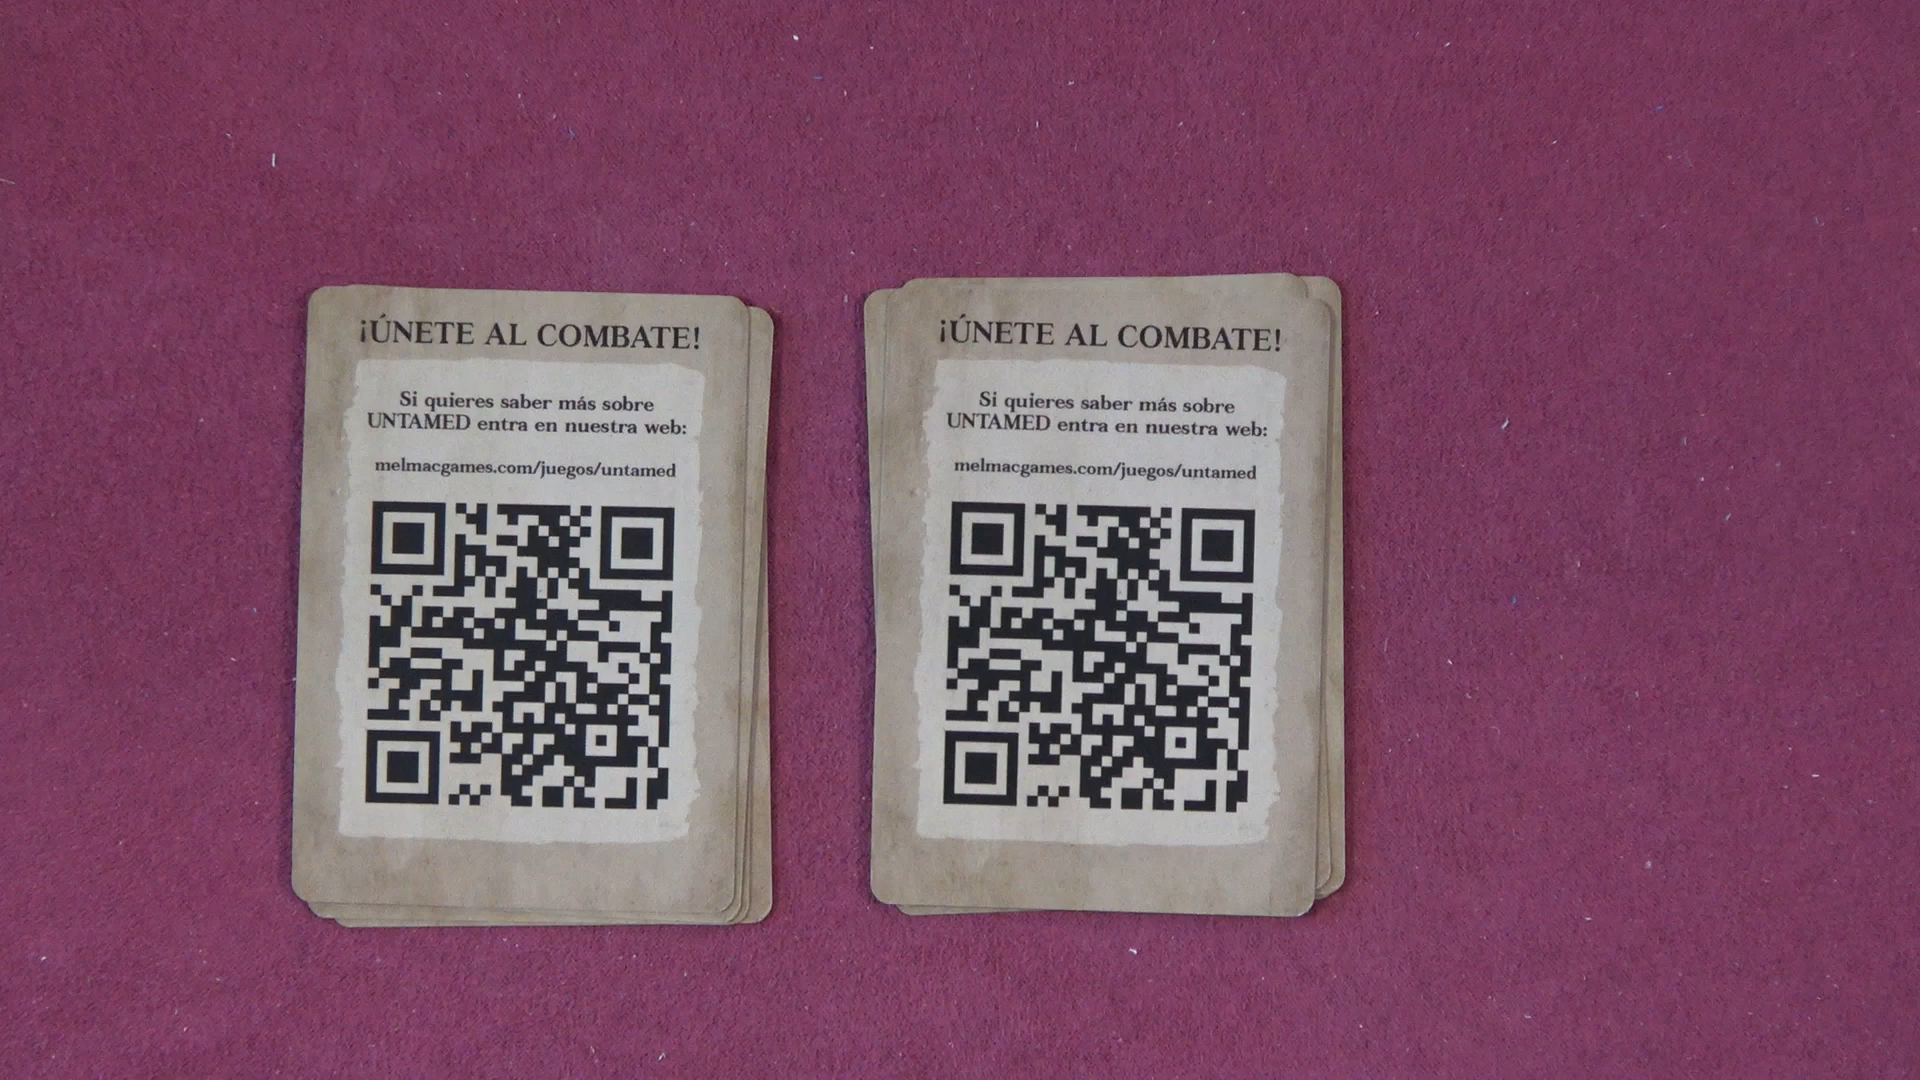 ¡ÚNETE AL COMBATE!
Si quieres saber más sobre
UNTAMED entra en nuestra web:
melmacgames.com/juegos/untamed
¡ÚNETE AL COMBATE!
Si quieres saber más sobre
UNTAMED entra en nuestra web:
melmacgames.com/juegos/untamed